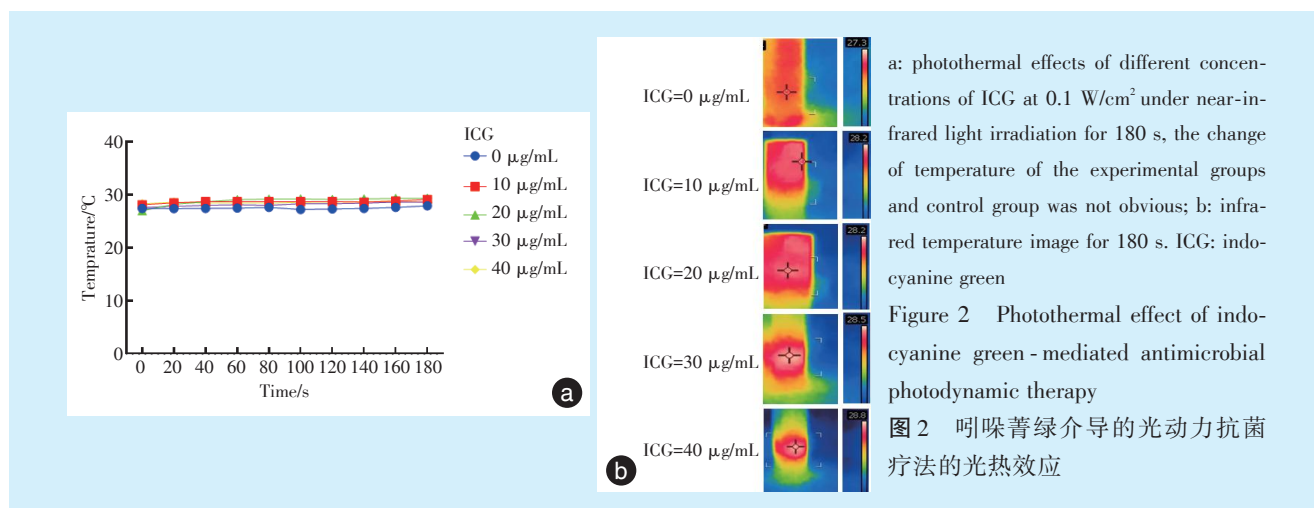 ICG
0 μg/mL
10 μg/mL
20 μg/mL
30 μg/mL
40 μg/mL
Temprature/℃
40
30
20
10
0
0 20 40 60 80 100 120 140 160 180
Time/s
a
ICG=0 μg/mL
27.3
ICG=10 μg/mL
28.2
ICG=20 μg/mL
28.2
ICG=30 μg/mL
28.5
ICG=40 μg/mL
28.8
b
a: photothermal effects of different concen-
trations of ICG at 0.1 W/cm² under near-in-
frared light irradiation for 180 s, the change
of temperature of the experimental groups
and control group was not obvious; b: infra-
red temperature image for 180 s. ICG: indo-
cyanine green
Figure 2 Photothermal effect of indo-
cyanine green - mediated antimicrobial
photodynamic therapy
图2 吲哚菁绿介导的光动力抗菌
疗法的光热效应